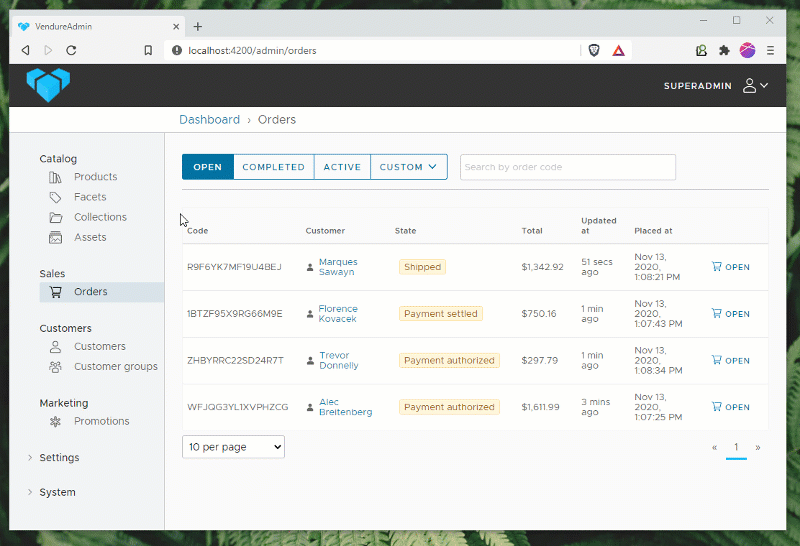 VendureAdmin
localhost:4200/admin/orders
SUPERADMIN
Dashboard › Orders
Catalog
Products
Facets
Collections
Assets
Sales
Orders
Customers
Customers
Customer groups
Marketing
Promotions
Settings
System
OPEN COMPLETED ACTIVE CUSTOM
Search by order code
Code Customer State Total Updated at Placed at
R9F6YK7MF19U4BEJ Marques Sawayn Shipped $1,342.92 51 secs ago Nov 13, 2020, 1:08:21 PM OPEN
1BTZF95X9RG66M9E Florence Kovacek Payment settled $750.16 1 min ago Nov 13, 2020, 1:07:43 PM OPEN
ZHBYRRC22SD24R7T Trevor Donnelly Payment authorized $297.79 1 min ago Nov 13, 2020, 1:08:34 PM OPEN
WFJQG3YL1XVPHZCG Alec Breitenberg Payment authorized $1,611.99 3 mins ago Nov 13, 2020, 1:07:25 PM OPEN
10 per page
« 1 »